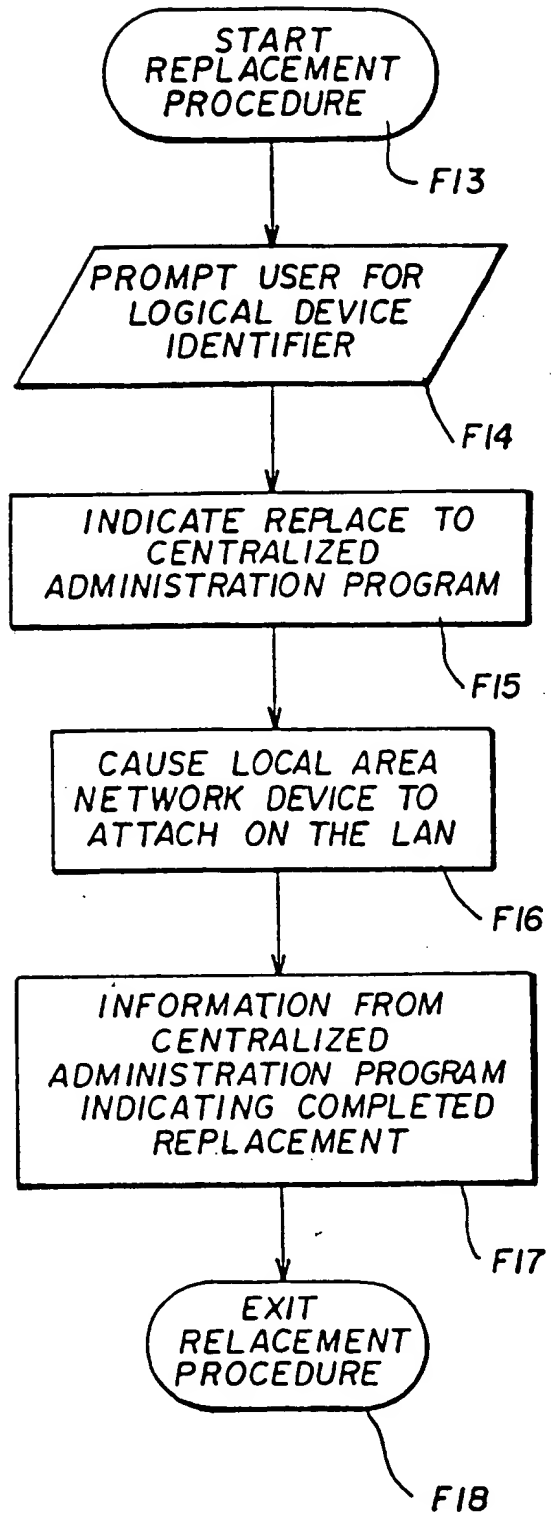 START
REPLACEMENT
PROCEDURE
F13
PROMPT USER FOR
LOGICAL DEVICE
IDENTIFIER
F14
INDICATE REPLACE TO
CENTRALIZED
ADMINISTRATION PROGRAM
F15
CAUSE LOCAL AREA
NETWORK DEVICE TO
ATTACH ON THE LAN
F16
INFORMATION FROM
CENTRALIZED
ADMINISTRATION PROGRAM
INDICATING COMPLETED
REPLACEMENT
F17
EXIT
RELACEMENT
PROCEDURE
F18